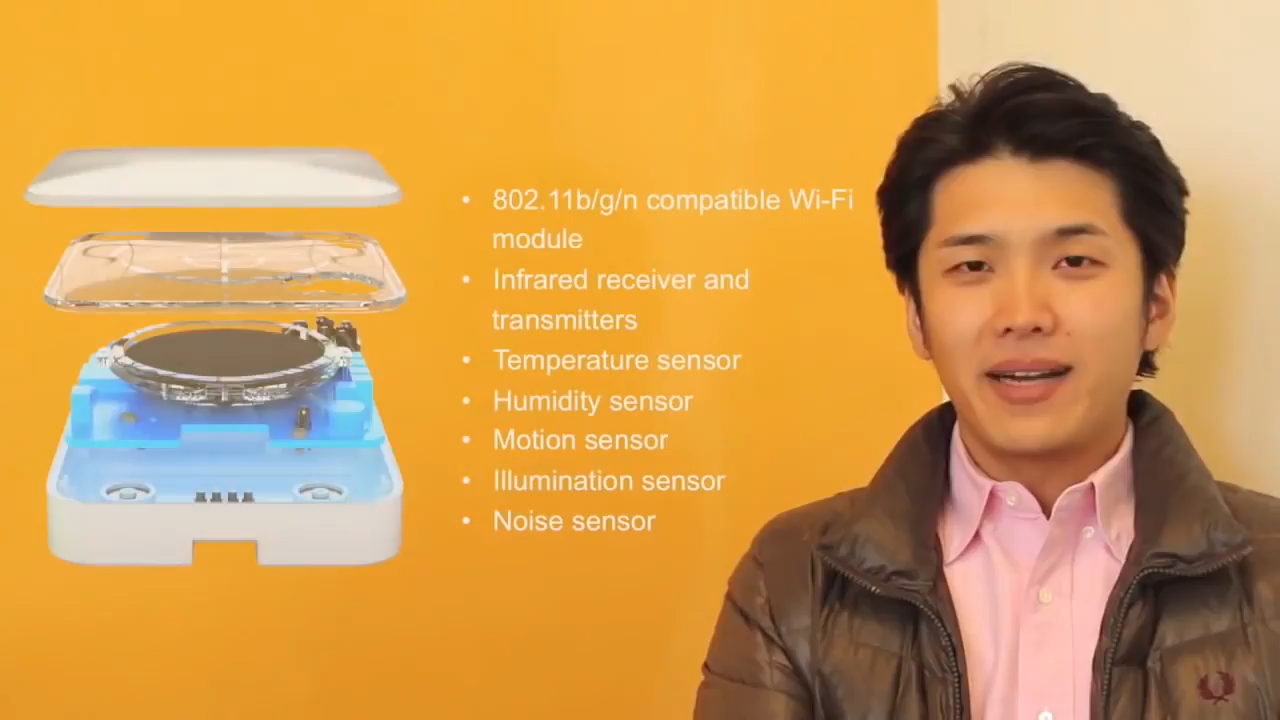 • 802.11b/g/n compatible Wi-Fi
module
• Infrared receiver and
transmitters
• Temperature sensor
• Humidity sensor
• Motion sensor
• Illumination sensor
• Noise sensor